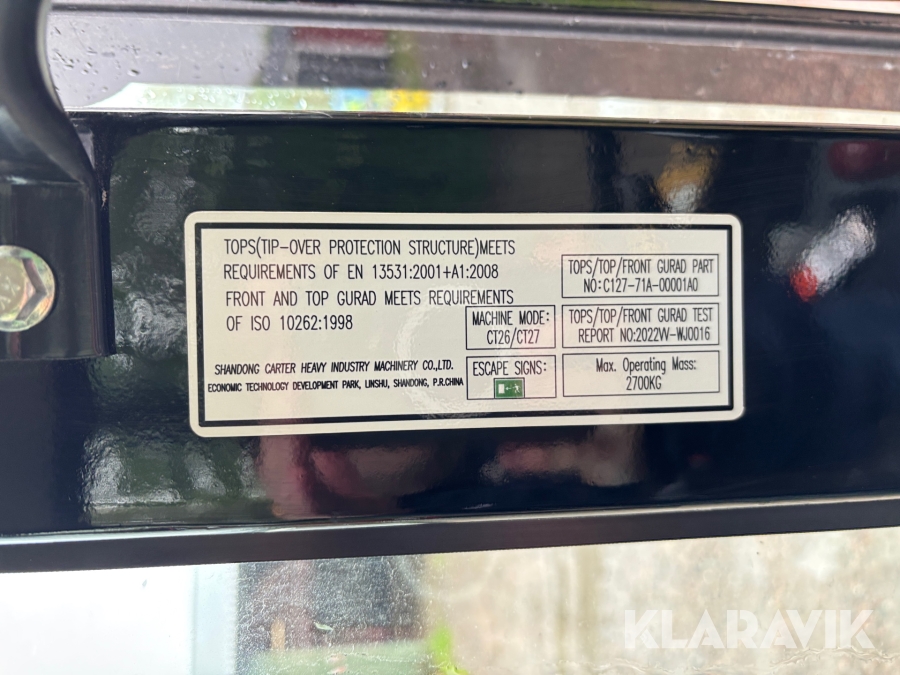 TOPS(TIP-OVER PROTECTION STRUCTURE)MEETS
REQUIREMENTS OF EN 13531:2001+A1:2008
FRONT AND TOP GURAD MEETS REQUIREMENTS
OF ISO 10262:1998
SHANDONG CARTER HEAVY INDUSTRY MACHINERY CO.,LTD.
ECONOMIC TECHNOLOGY DEVELOPMENT PARK, LINSHU, SHANDONG, P.R.CHINA
MACHINE MODE:
CT26/CT27
ESCAPE SIGNS:
TOPS/TOP/FRONT GURAD PART
NO:C127-71A-00001A0
TOPS/TOP/FRONT GURAD TEST
REPORT NO:2022VV-WJ0016
Max. Operating Mass:
2700KG
KLARAVIK